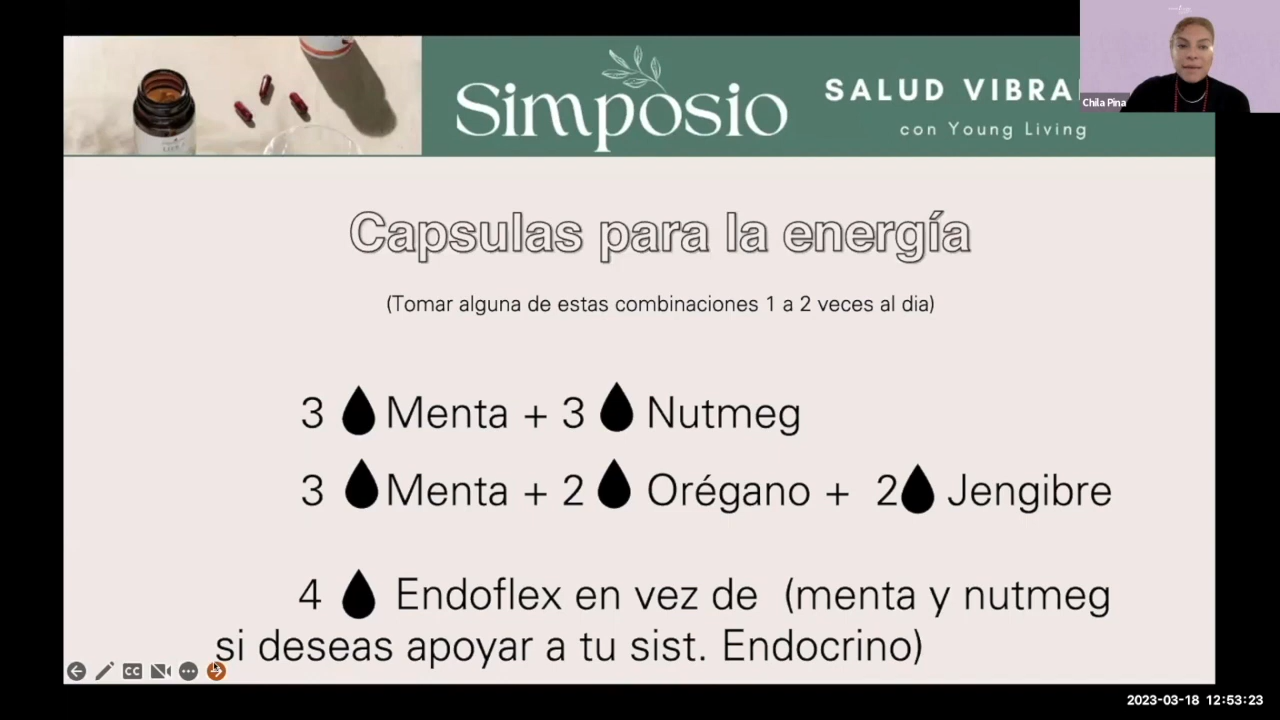 Simposio
SALUD VIBRA
con Young Living
Chila Pina
Capsulas para la energía
(Tomar alguna de estas combinaciones 1 a 2 veces al dia)
3 Menta + 3 Nutmeg
3 Menta + 2 Orégano + 2 Jengibre
4 Endoflex en vez de (menta y nutmeg
si deseas apoyar a tu sist. Endocrino)
CC
2023-03-18 12:53:23